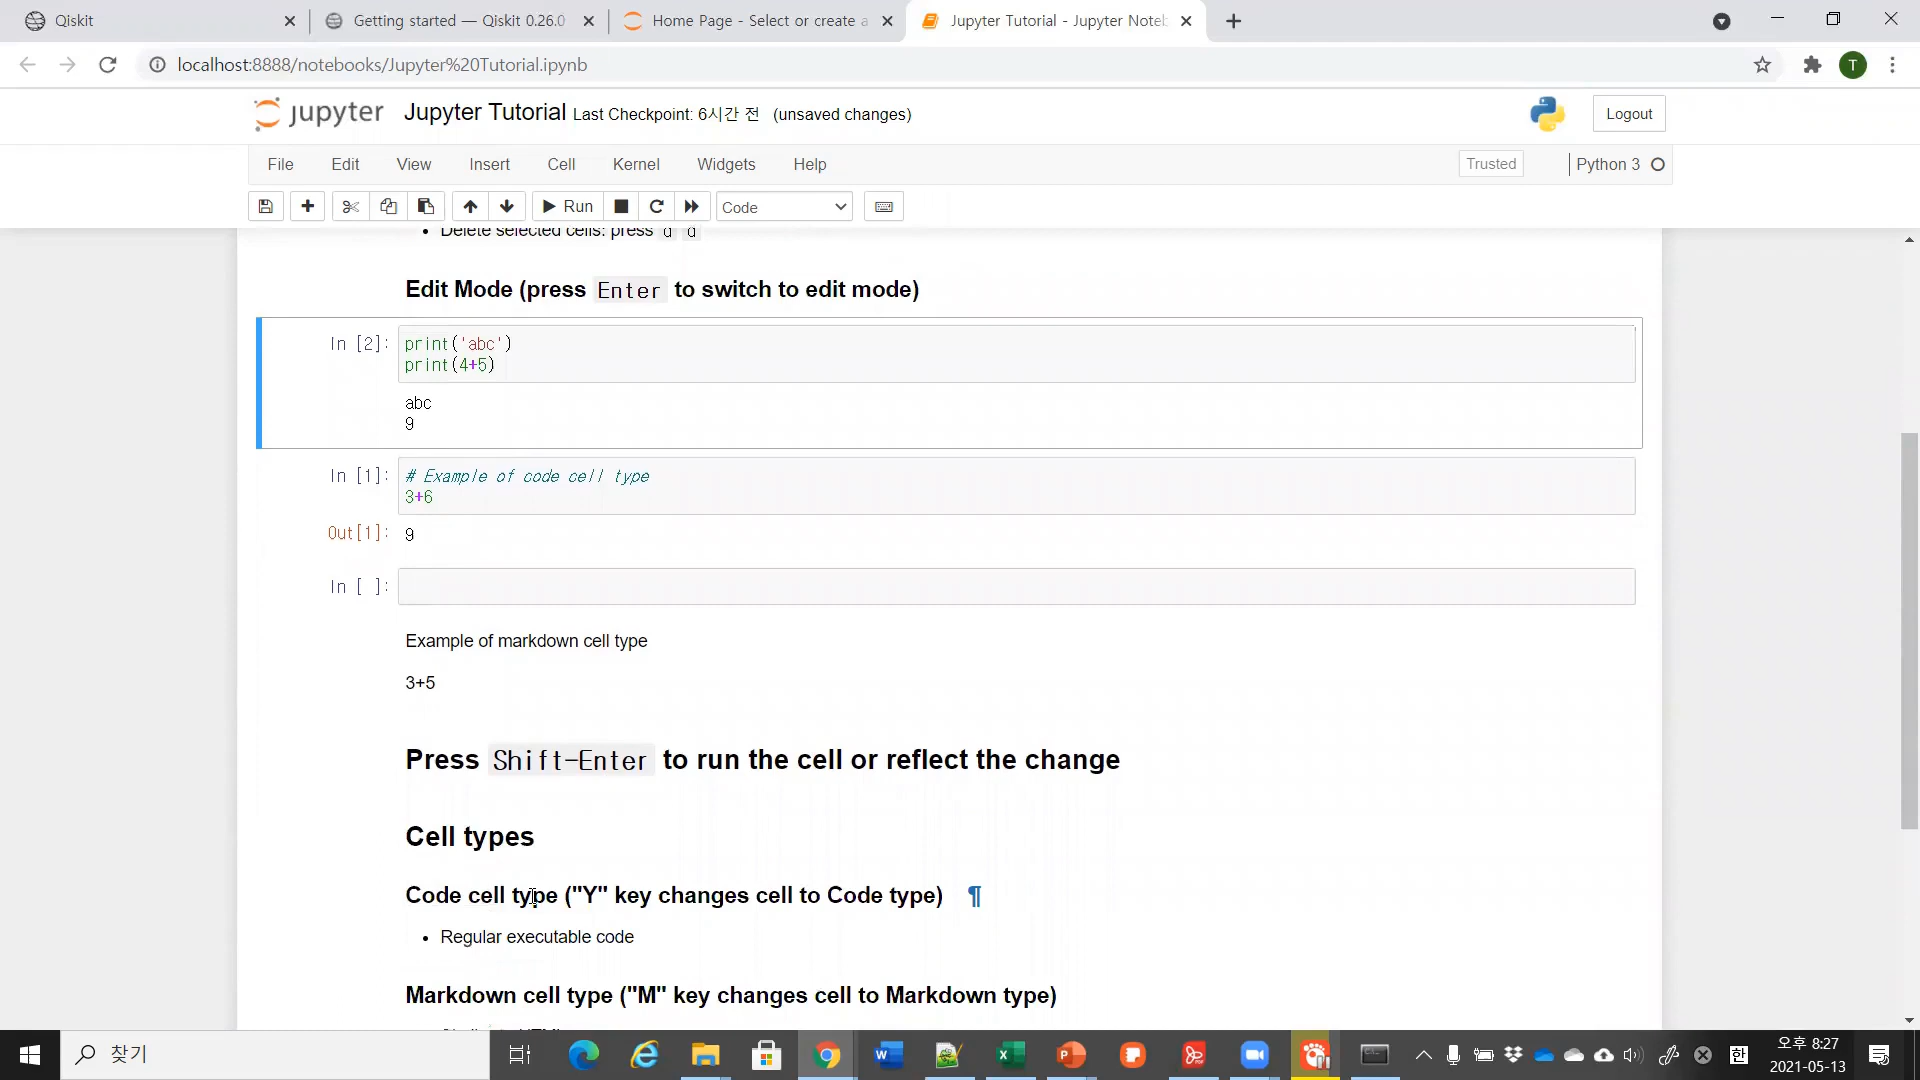 Qiskit
Getting started — Qiskit 0.26.0
Home Page - Select or create a
Jupyter Tutorial - Jupyter Noteb
localhost:8888/notebooks/Jupyter%20Tutorial.ipynb
T
jupyter
Jupyter Tutorial Last Checkpoint: 6시간 전 (unsaved changes)
Logout
File Edit View Insert Cell Kernel Widgets Help
Trusted
Python 3
Run
Code
Delete selected cells: press d d
Edit Mode (press Enter to switch to edit mode)
In [2]: print('abc')
print(4+5)
abc
9
In [1]: # Example of code cell type
3+6
Out[1]: 9
In [ ]:
Example of markdown cell type
3+5
Press Shift-Enter to run the cell or reflect the change
Cell types
Code cell type ("Y" key changes cell to Code type) ¶
Regular executable code
Markdown cell type ("M" key changes cell to Markdown type)
찾기
한
오후 8:27
2021-05-13